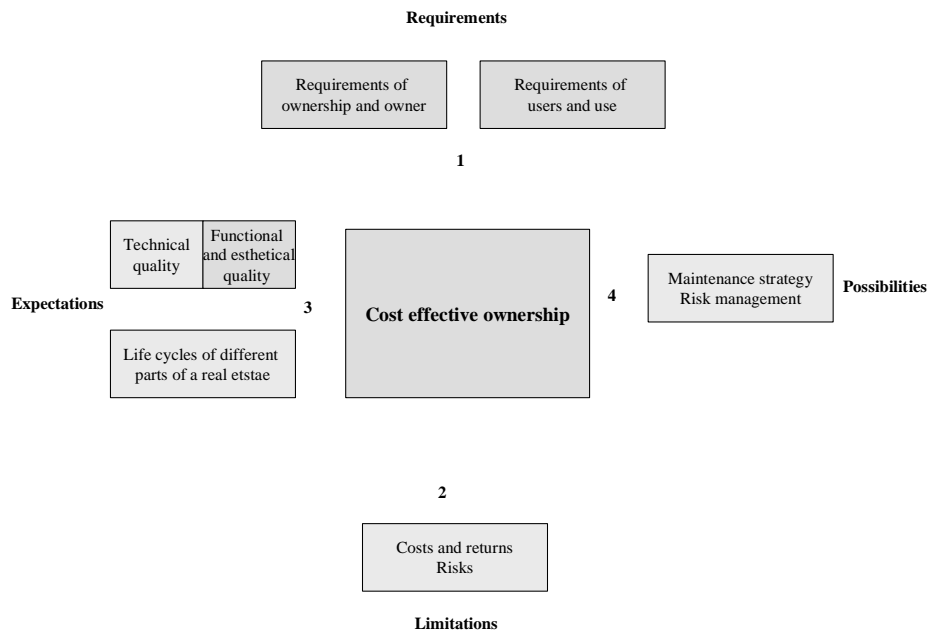 Requirements
Requirements of
ownership and owner
Requirements of
users and use
1
Technical
quality
Functional
and esthetical
quality
Expectations
3
Life cycles of different
parts of a real etstae
Cost effective ownership
4
Maintenance strategy
Risk management
Possibilities
2
Costs and returns
Risks
Limitations